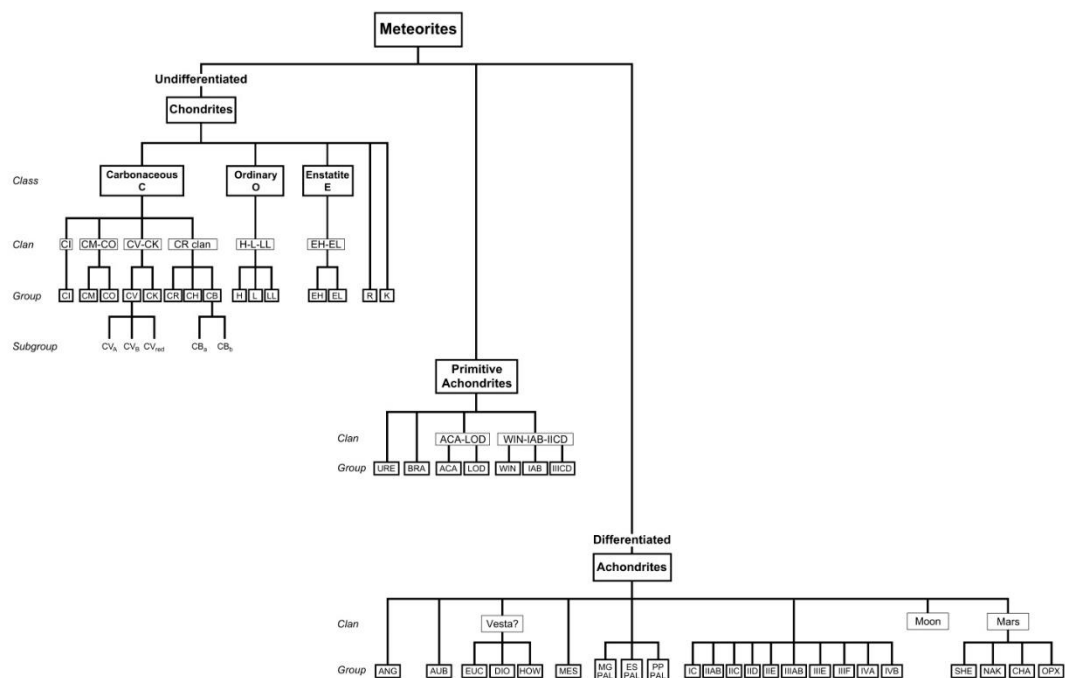 Meteorites
Undifferentiated
Chondrites
Class
Carbonaceous
C
Ordinary
O
Enstatite
E
Clan
CI CM-CO CV-CK CR clan H-L-LL EH-EL
Group
CI CM CO CV CK CR CH CB H L LL EH EL R K
Subgroup
CVA CVB CVred CBa CBb
Primitive
Achondrites
Clan
ACA-LOD WIN-IAB-IICD
Group
URE BRA ACA LOD WIN IAB IIICD
Differentiated
Achondrites
Clan
Vesta? Moon Mars
Group
ANG AUB EUC DIO HOW MES MG PAL ES PAL PP PAL IC IIAB IIC IID IIE IIIAB IIIE IIIF IVA IVB SHE NAK CHA OPX